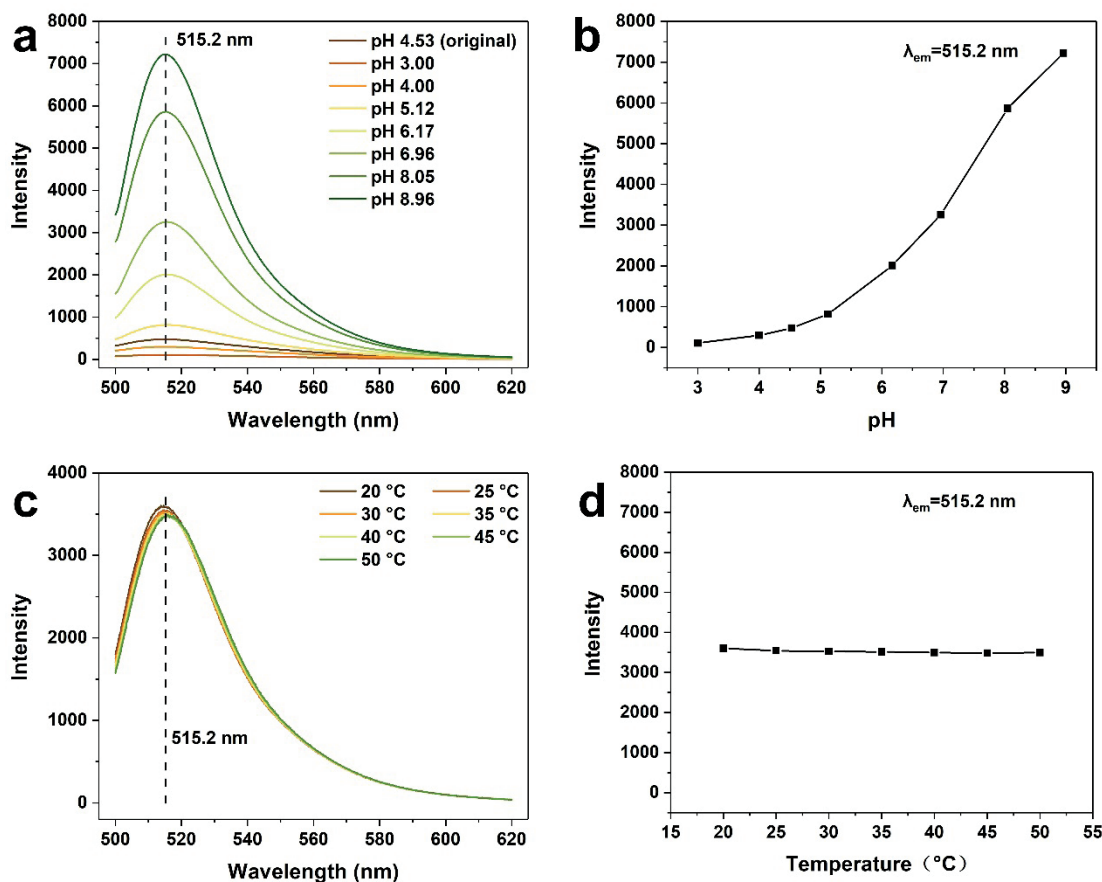 a
515.2 nm
pH 4.53 (original)
pH 3.00
pH 4.00
pH 5.12
pH 6.17
pH 6.96
pH 8.05
pH 8.96
8000
7000
6000
5000
4000
3000
2000
1000
0
Intensity
500 520 540 560 580 600 620
Wavelength (nm)
b
λem=515.2 nm
8000
7000
6000
5000
4000
3000
2000
1000
0
Intensity
3 4 5 6 7 8 9
pH
c
20 °C 25 °C
30 °C 35 °C
40 °C 45 °C
50 °C
515.2 nm
4000
3000
2000
1000
0
Intensity
500 520 540 560 580 600 620
Wavelength (nm)
d
λem=515.2 nm
8000
7000
6000
5000
4000
3000
2000
1000
0
Intensity
15 20 25 30 35 40 45 50 55
Temperature（°C）